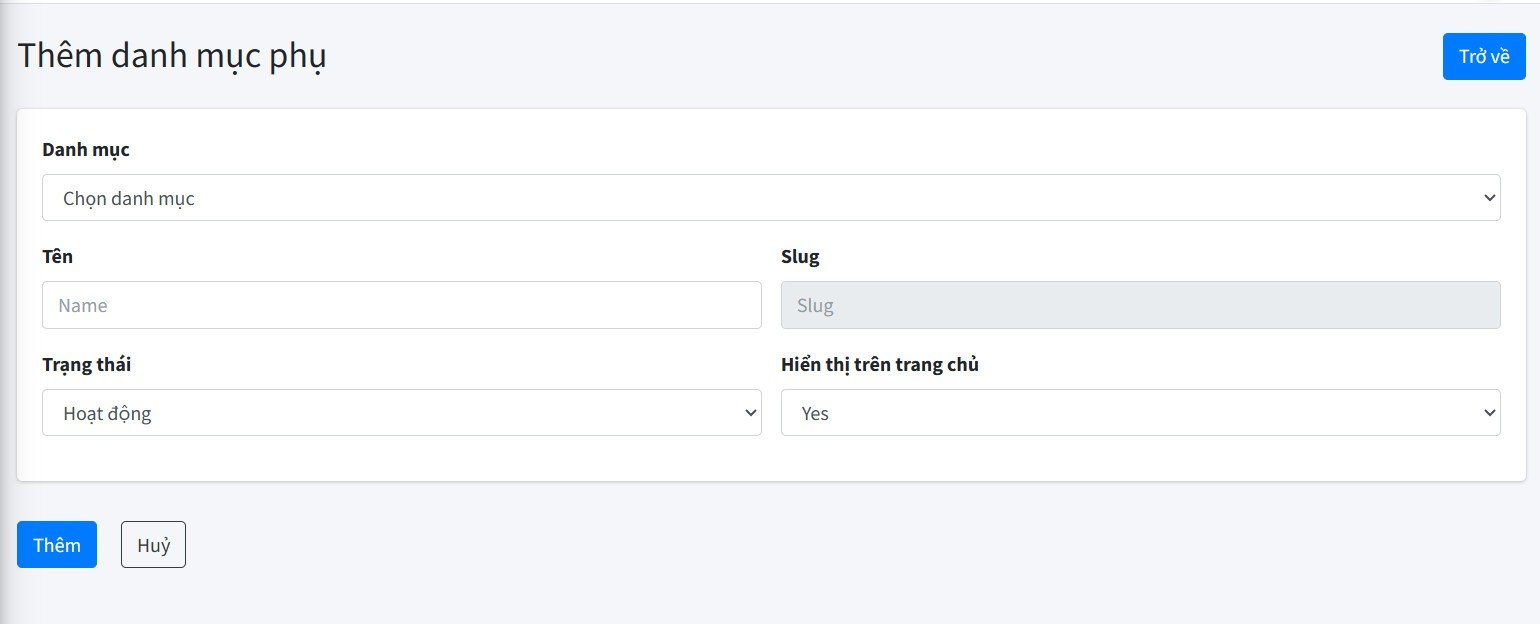 Thêm danh mục phụ
Trở về
Danh mục
Chọn danh mục
Tên
Slug
Name
Slug
Trạng thái
Hiển thị trên trang chủ
Hoạt động
Yes
Thêm
Huỷ